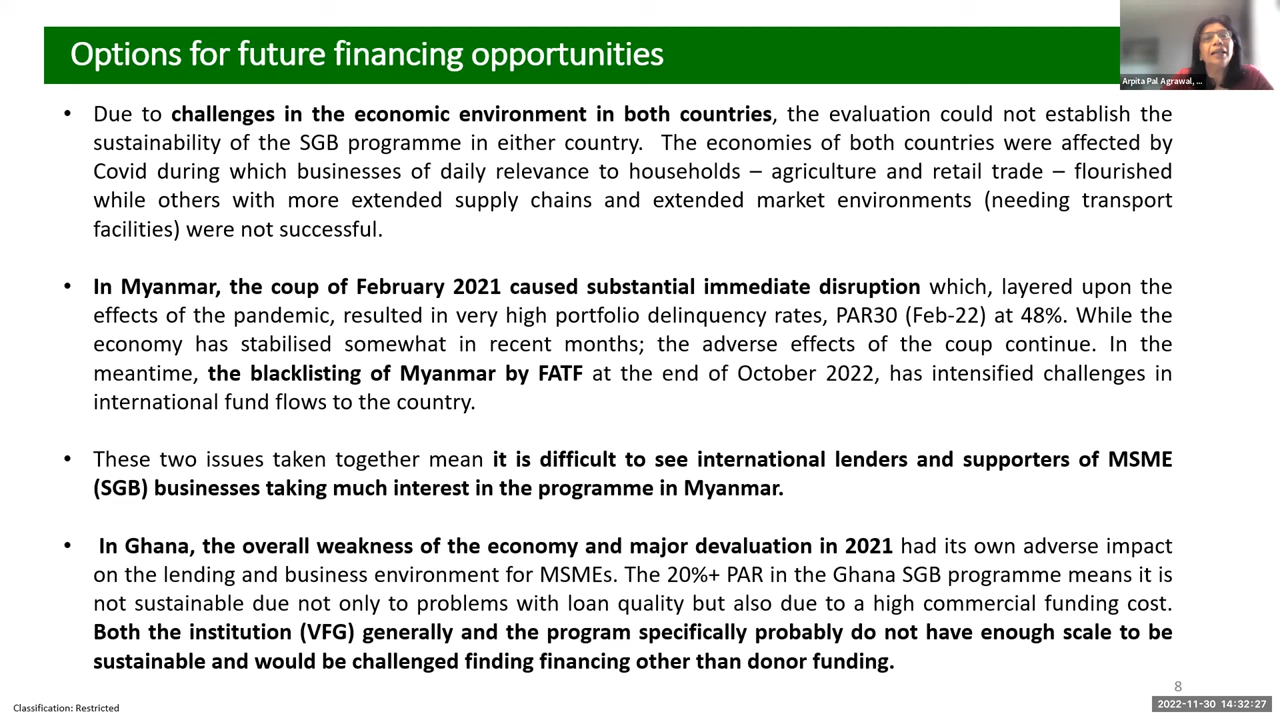 Options for future financing opportunities
Arpita Pal Agrawal, ...
• Due to challenges in the economic environment in both countries, the evaluation could not establish the
sustainability of the SGB programme in either country. The economies of both countries were affected by
Covid during which businesses of daily relevance to households – agriculture and retail trade – flourished
while others with more extended supply chains and extended market environments (needing transport
facilities) were not successful.
• In Myanmar, the coup of February 2021 caused substantial immediate disruption which, layered upon the
effects of the pandemic, resulted in very high portfolio delinquency rates, PAR30 (Feb-22) at 48%. While the
economy has stabilised somewhat in recent months; the adverse effects of the coup continue. In the
meantime, the blacklisting of Myanmar by FATF at the end of October 2022, has intensified challenges in
international fund flows to the country.
• These two issues taken together mean it is difficult to see international lenders and supporters of MSME
(SGB) businesses taking much interest in the programme in Myanmar.
• In Ghana, the overall weakness of the economy and major devaluation in 2021 had its own adverse impact
on the lending and business environment for MSMEs. The 20%+ PAR in the Ghana SGB programme means it is
not sustainable due not only to problems with loan quality but also due to a high commercial funding cost.
Both the institution (VFG) generally and the program specifically probably do not have enough scale to be
sustainable and would be challenged finding financing other than donor funding.
8
Classification: Restricted
2022-11-30 14:32:27